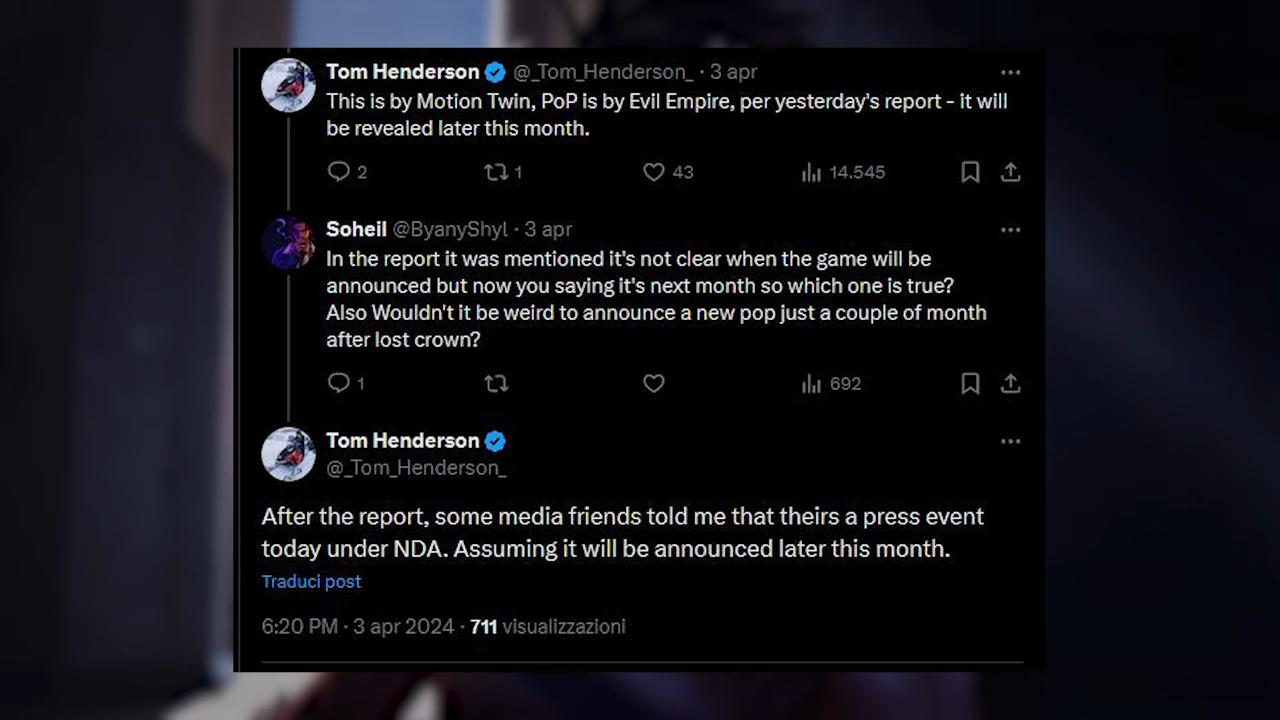 Tom Henderson @_Tom_Henderson_ · 3 apr
This is by Motion Twin, PoP is by Evil Empire, per yesterday's report - it will
be revealed later this month.
2 1 43 14.545
Soheil @ByanyShyl · 3 apr
In the report it was mentioned it's not clear when the game will be
announced but now you saying it's next month so which one is true?
Also Wouldn't it be weird to announce a new pop just a couple of month
after lost crown?
1 692
Tom Henderson
@_Tom_Henderson_
After the report, some media friends told me that theirs a press event
today under NDA. Assuming it will be announced later this month.
Traduci post
6:20 PM · 3 apr 2024 · 711 visualizzazioni